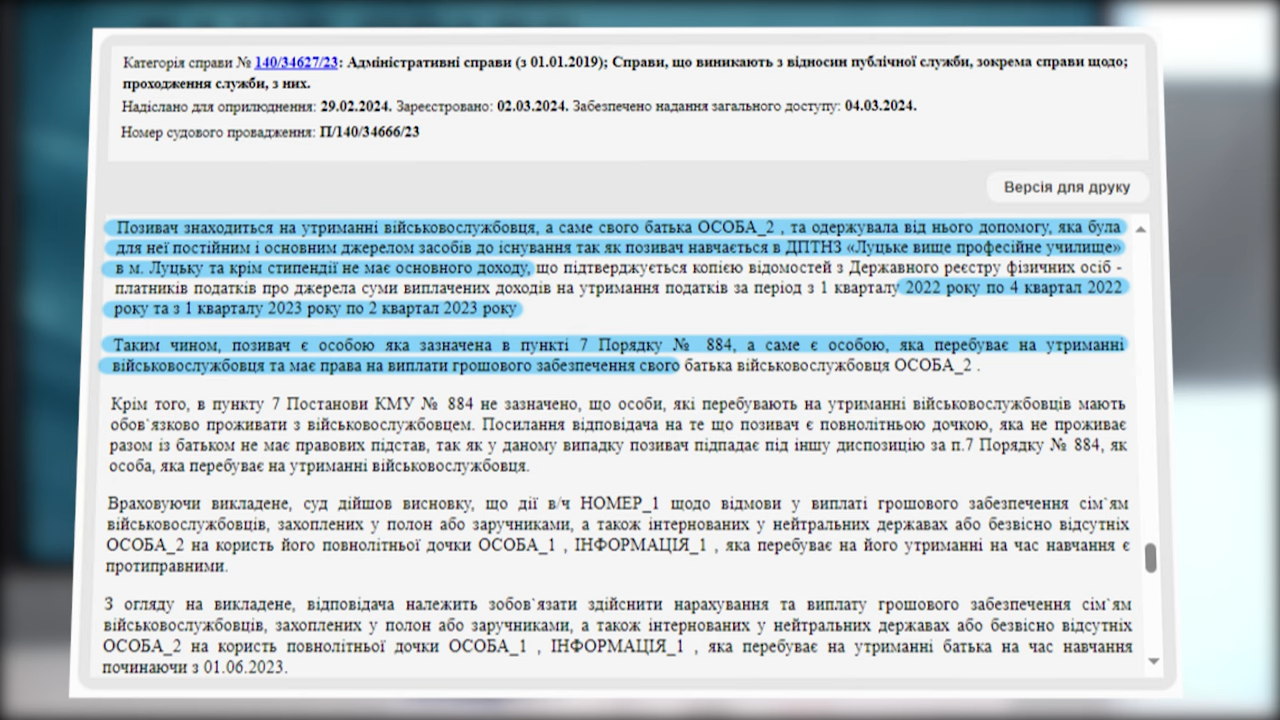 Категорія справи № 140/34627/23: Адміністративні справи (з 01.01.2019); Справи, що виникають з відносин публічної служби, зокрема справи щодо;
проходження служби, з них.
Надіслано для оприлюднення: 29.02.2024. Зареєстровано: 02.03.2024. Забезпечено надання загального доступу: 04.03.2024.
Номер судового провадження: П/140/34666/23
Версія для друку
Позивач знаходиться на утриманні військовослужбовця, а саме свого батька ОСОБА_2 , та одержувала від нього допомогу, яка була
для неї постійним і основним джерелом засобів до існування так як позивач навчається в ДПТНЗ «Луцьке вище професійне училище»
в м. Луцьку та крім стипендії не має основного доходу, що підтверджується копією відомостей з Державного реєстру фізичних осіб -
платників податків про джерела суми виплачених доходів на утримання податків за період з 1 кварталу 2022 року по 4 квартал 2022
року та з 1 кварталу 2023 року по 2 квартал 2023 року
Таким чином, позивач є особою яка зазначена в пункті 7 Порядку № 884, а саме є особою, яка перебуває на утриманні
військовослужбовця та має права на виплати грошового забезпечення свого батька військовослужбовця ОСОБА_2 .
Крім того, в пункту 7 Постанови КМУ № 884 не зазначено, що особи, які перебувають на утриманні військовослужбовців мають
обов`язково проживати з військовослужбовцем. Посилання відповідача на те що позивач є повнолітньою дочкою, яка не проживає
разом із батьком не має правових підстав, так як у даному випадку позивач підпадає під іншу диспозицію за п.7 Порядку № 884, як
особа, яка перебуває на утриманні військовослужбовця.
Враховуючи викладене, суд дійшов висновку, що дії в/ч НОМЕР_1 щодо відмови у виплаті грошового забезпечення сім`ям
військовослужбовців, захоплених у полон або заручниками, а також інтернованих у нейтральних державах або безвісно відсутніх
ОСОБА_2 на користь його повнолітньої дочки ОСОБА_1 , ІНФОРМАЦІЯ_1 , яка перебуває на його утриманні на час навчання є
протиправними.
З огляду на викладене, відповідача належить зобов`язати здійснити нарахування та виплату грошового забезпечення сім`ям
військовослужбовців, захоплених у полон або заручниками, а також інтернованих у нейтральних державах або безвісно відсутніх
ОСОБА_2 на користь повнолітньої дочки ОСОБА_1 , ІНФОРМАЦІЯ_1 , яка перебуває на утриманні батька на час навчання
починаючи з 01.06.2023.